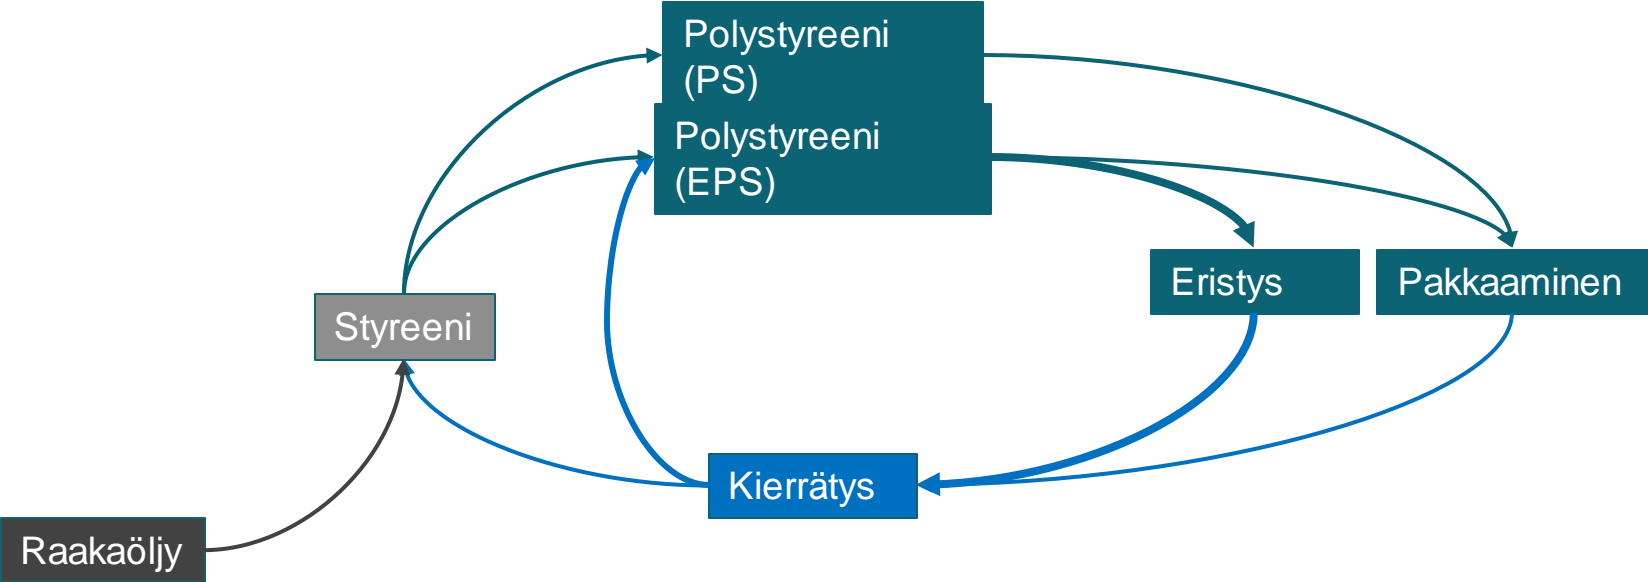 Polystyreeni
(PS)
Polystyreeni
(EPS)
Eristys
Pakkaaminen
Styreeni
Kierrätys
Raakaöljy